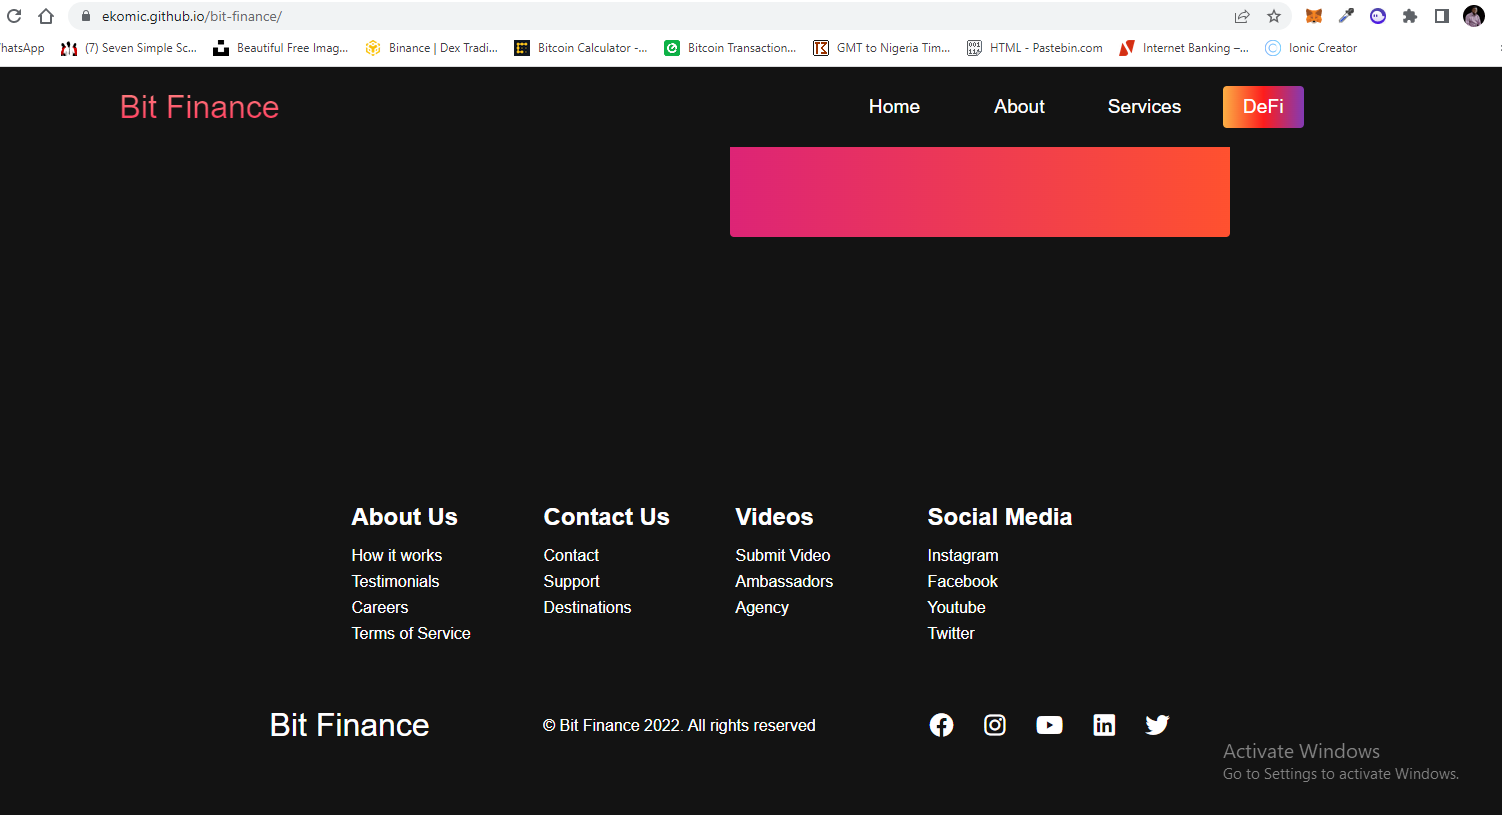 ekomic.github.io/bit-finance/
hatsApp (7) Seven Simple Sc... Beautiful Free Imag... Binance | Dex Tradi... Bitcoin Calculator -... Bitcoin Transaction... GMT to Nigeria Tim... HTML - Pastebin.com Internet Banking –... Ionic Creator
Bit Finance Home About Services DeFi
About Us Contact Us Videos Social Media
How it works Contact Submit Video Instagram
Testimonials Support Ambassadors Facebook
Careers Destinations Agency Youtube
Terms of Service Twitter
Bit Finance © Bit Finance 2022. All rights reserved
Activate Windows
Go to Settings to activate Windows.